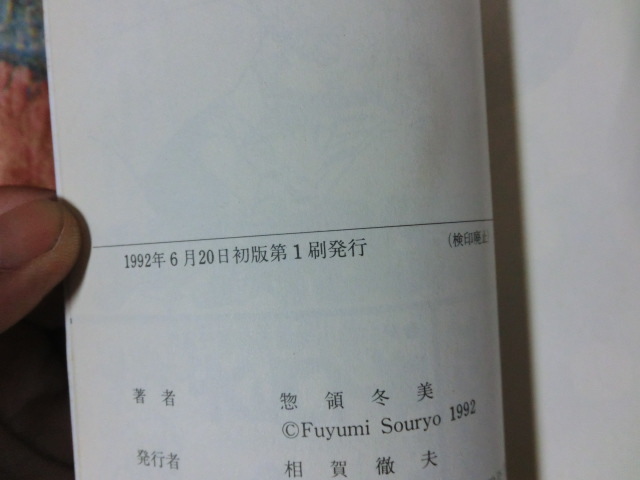 1992年6月20日初版第1刷発行 (検印廃止
著者 惣領冬美
©Fuyumi Souryo 1992
発行者 相賀徹夫